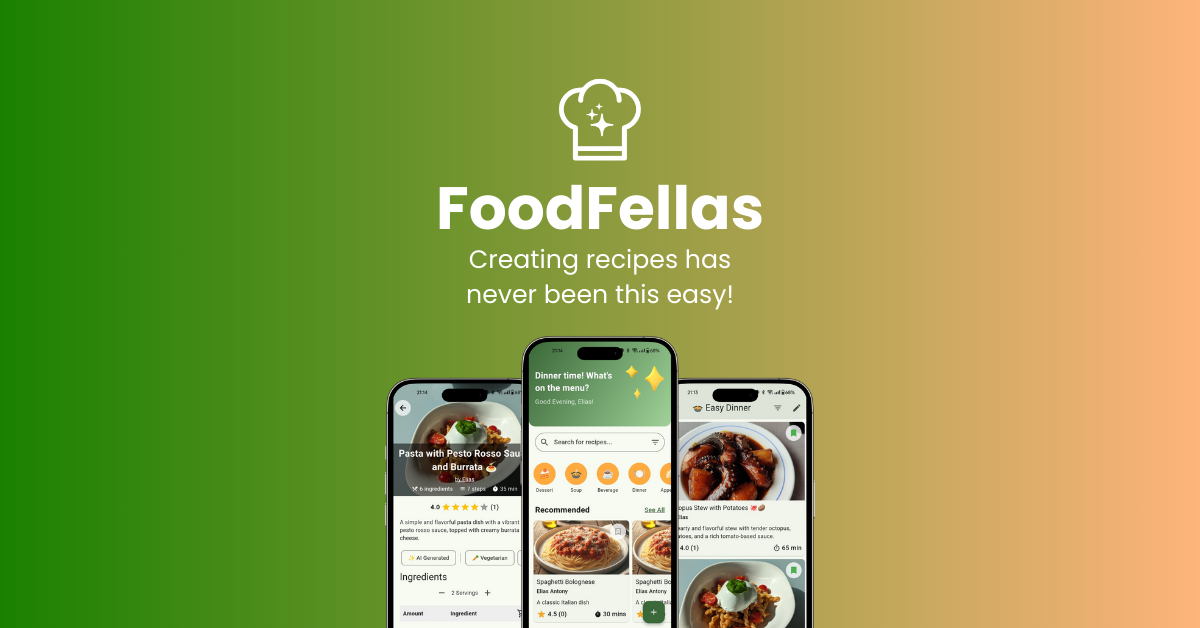 FoodFellas
Creating recipes has
never been this easy!
21:14
Pasta with Pesto Rosso Sau
and Burrata
by Elias
6 ingredients 7 steps 35 min
4.0 (1)
A simple and flavorful pasta dish with a vibrant
pesto rosso sauce, topped with creamy burrata
cheese.
AI Generated Vegetarian
Ingredients
2 Servings
Amount Ingredient
21:14 68%
Dinner time! What's
on the menu?
Good Evening, Elias!
Search for recipes...
Dessert Soup Beverage Dinner Appe
Recommended See All
Spaghetti Bolognese Spaghetti Bo
Elias Antony Elias An
A classic Italian dish A class
4.5 (0) 30 mins
21:13 68%
Easy Dinner
opus Stew with Potatoes
lias
earty and flavorful stew with tender octopus,
atoes, and a rich tomato-based sauce.
4.0 (1) 65 min